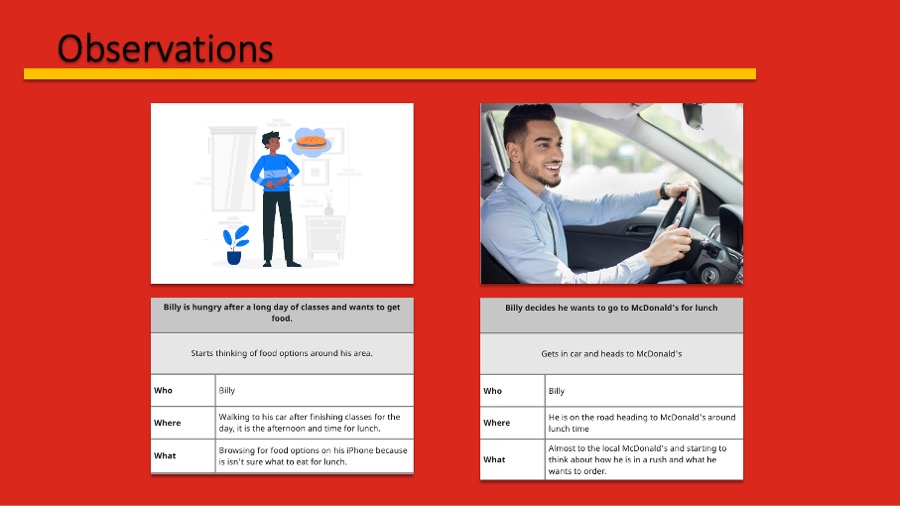 Observations
Billy is hungry after a long day of classes and wants to get
food.
Starts thinking of food options around his area.
Who
Billy
Where
Walking to his car after finishing classes for the
day, it is the afternoon and time for lunch.
What
Browsing for food options on his iPhone because
is isn't sure what to eat for lunch.
Billy decides he wants to go to McDonald's for lunch
Gets in car and heads to McDonald's
Who
Billy
Where
He is on the road heading to McDonald's around
lunch time
What
Almost to the local McDonald's and starting to
think about how he is in a rush and what he
wants to order.